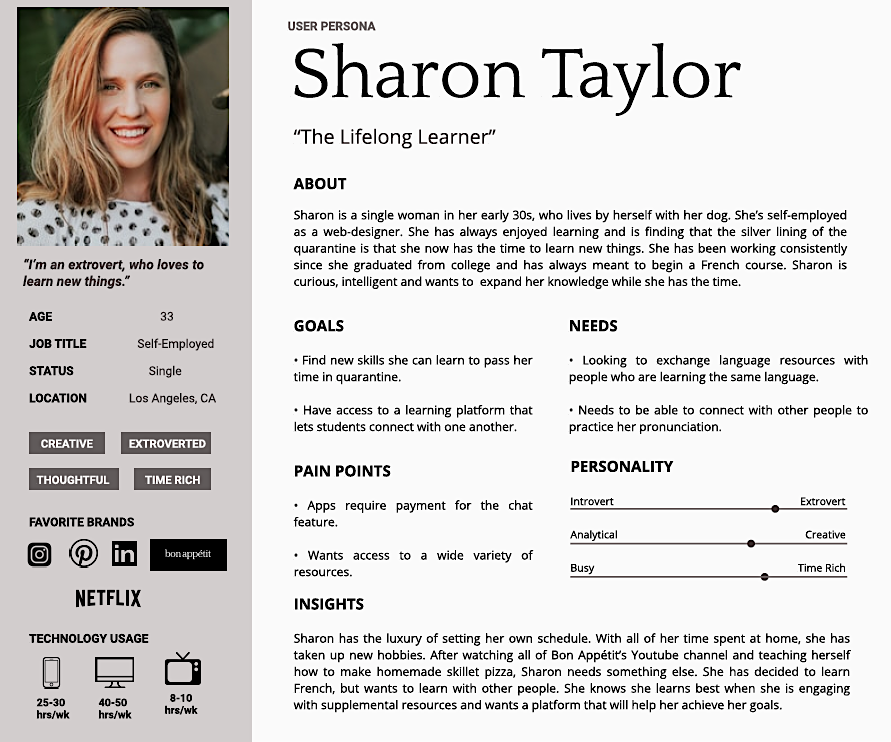 USER PERSONA
Sharon Taylor
“The Lifelong Learner”
“I’m an extrovert, who loves to
learn new things.”
AGE 33
JOB TITLE Self-Employed
STATUS Single
LOCATION Los Angeles, CA
CREATIVE EXTROVERTED
THOUGHTFUL TIME RICH
FAVORITE BRANDS
in bon appétit
NETFLIX
TECHNOLOGY USAGE
25-30 40-50 8-10
hrs/wk hrs/wk hrs/wk
ABOUT
Sharon is a single woman in her early 30s, who lives by herself with her dog. She’s self-employed
as a web-designer. She has always enjoyed learning and is finding that the silver lining of the
quarantine is that she now has the time to learn new things. She has been working consistently
since she graduated from college and has always meant to begin a French course. Sharon is
curious, intelligent and wants to expand her knowledge while she has the time.
GOALS
• Find new skills she can learn to pass her
time in quarantine.
• Have access to a learning platform that
lets students connect with one another.
NEEDS
• Looking to exchange language resources with
people who are learning the same language.
• Needs to be able to connect with other people to
practice her pronunciation.
PAIN POINTS
• Apps require payment for the chat
feature.
• Wants access to a wide variety of
resources.
PERSONALITY
Introvert Extrovert
Analytical Creative
Busy Time Rich
INSIGHTS
Sharon has the luxury of setting her own schedule. With all of her time spent at home, she has
taken up new hobbies. After watching all of Bon Appétit’s Youtube channel and teaching herself
how to make homemade skillet pizza, Sharon needs something else. She has decided to learn
French, but wants to learn with other people. She knows she learns best when she is engaging
with supplemental resources and wants a platform that will help her achieve her goals.